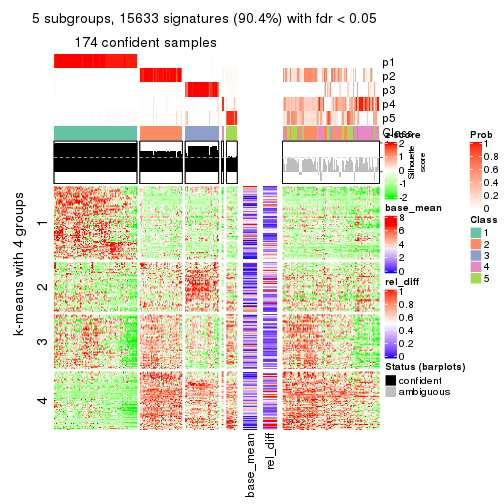 5 subgroups, 15633 signatures (90.4%) with fdr < 0.05
174 confident samples
p1
p2
p3
p4
p5
Class
Silhouette
score
1
2
3
4
k-means with 4 groups
base_mean
rel_diff
z-score
2
1
0
-1
-2
base_mean
8
6
4
2
0
rel_diff
1
0.8
0.6
0.4
0.2
0
Status (barplots)
confident
ambiguous
Prob
1
0.8
0.6
0.4
0.2
0
Class
1
2
3
4
5